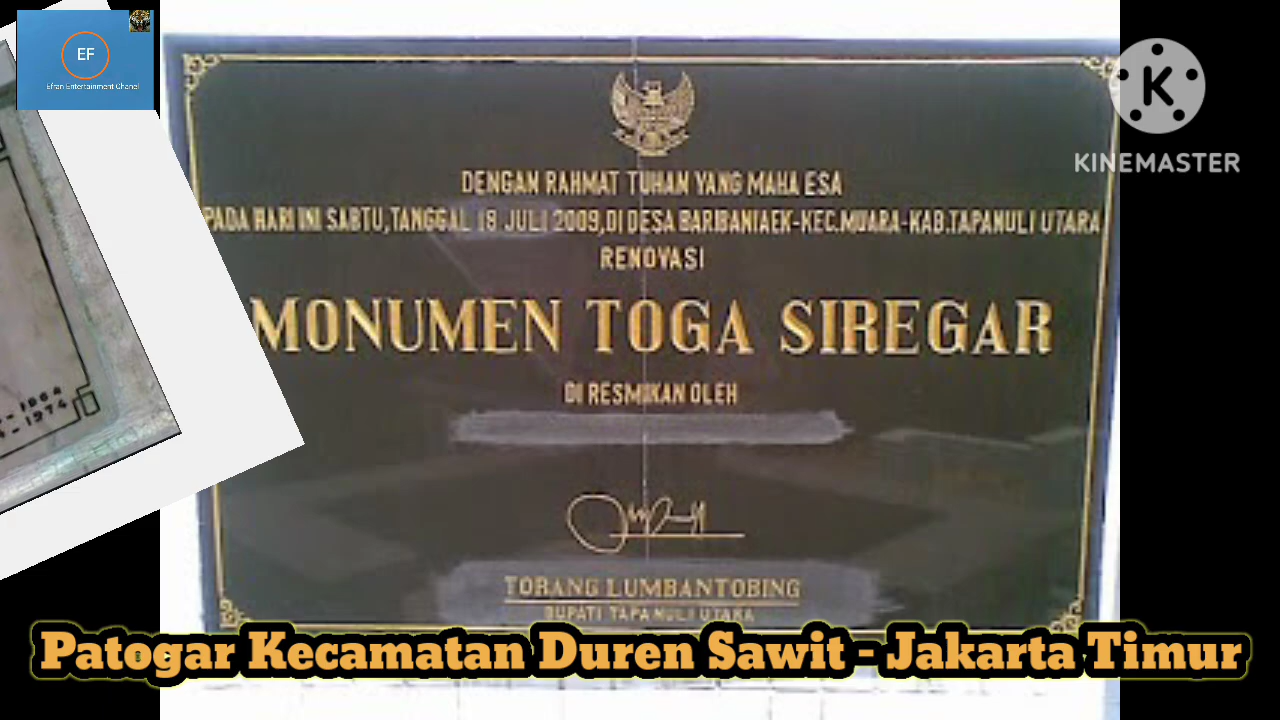 EF
Efran Entertainment Chanel
KINEMASTER
DENGAN RAHMAT TUHAN YANG MAHA ESA
PADA HARI INI SABTU, TANGGAL 18 JULI 2009, DI DESA BARIBANIAEK-KEC.MUARA-KAB.TAPANULI UTARA
RENOVASI
MONUMEN TOGA SIREGAR
DI RESMIKAN OLEH
TORANG LUMBANTOBING
BUPATI TAPANULI UTARA
- 1974
Patogar Kecamatan Duren Sawit - Jakarta Timur